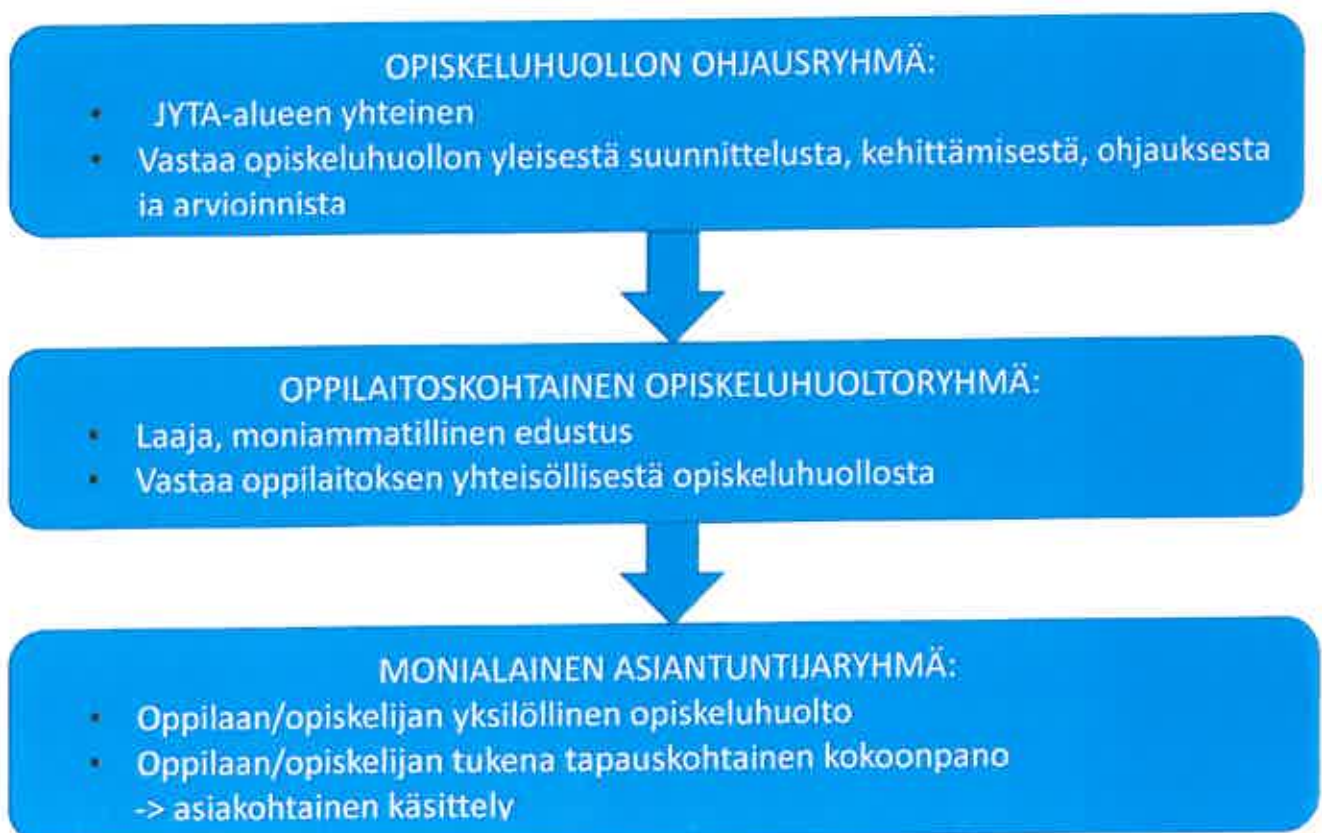 OPISKELUHUOLLON OHJAUSRYHMÄ:
• JYTA-alueen yhteinen
• Vastaa opiskeluhuollon yleisestä suunnittelusta, kehittämisestä, ohjauksesta
ja arvioinnista
OPPILAITOSKOHTAINEN OPISKELUHUOLTORYHMÄ:
• Laaja, moniammatillinen edustus
• Vastaa oppilaitoksen yhteisöllisestä opiskeluhuollosta
MONIALAINEN ASIANTUNTIJARYHMÄ:
• Oppilaan/opiskelijan yksilöllinen opiskeluhuolto
• Oppilaan/opiskelijan tukena tapauskohtainen kokoonpano
-> asiakohtainen käsittely